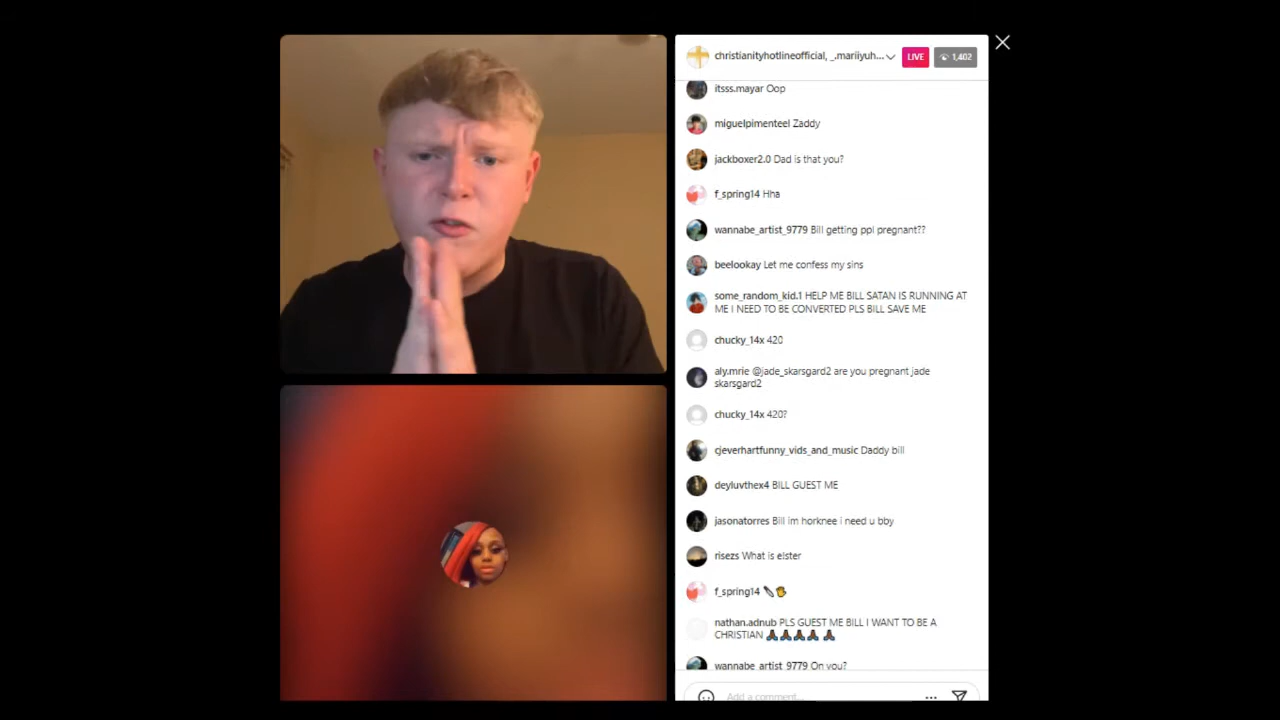 christianityhotlineofficial, _.mariiyuh...
LIVE
1,402
itsss.mayar Oop
miguelpimenteel Zaddy
jackboxer2.0 Dad is that you?
f_spring14 Hha
wannabe_artist_9779 Bill getting ppl pregnant??
beelookay Let me confess my sins
some_random_kid.1 HELP ME BILL SATAN IS RUNNING AT
ME I NEED TO BE CONVERTED PLS BILL SAVE ME
chucky_14x 420
aly.mrie @jade_skarsgard2 are you pregnant jade
skarsgard2
chucky_14x 420?
cjeverhartfunny_vids_and_music Daddy bill
deyluvthex4 BILL GUEST ME
jasonatorres Bill im horknee i need u bby
risezs What is elster
f_spring14
nathan.adnub PLS GUEST ME BILL I WANT TO BE A
CHRISTIAN 🙏🏿🙏🏿🙏🏿🙏🏿 🙏🏿
wannabe_artist_9779 On you?
Add a comment...